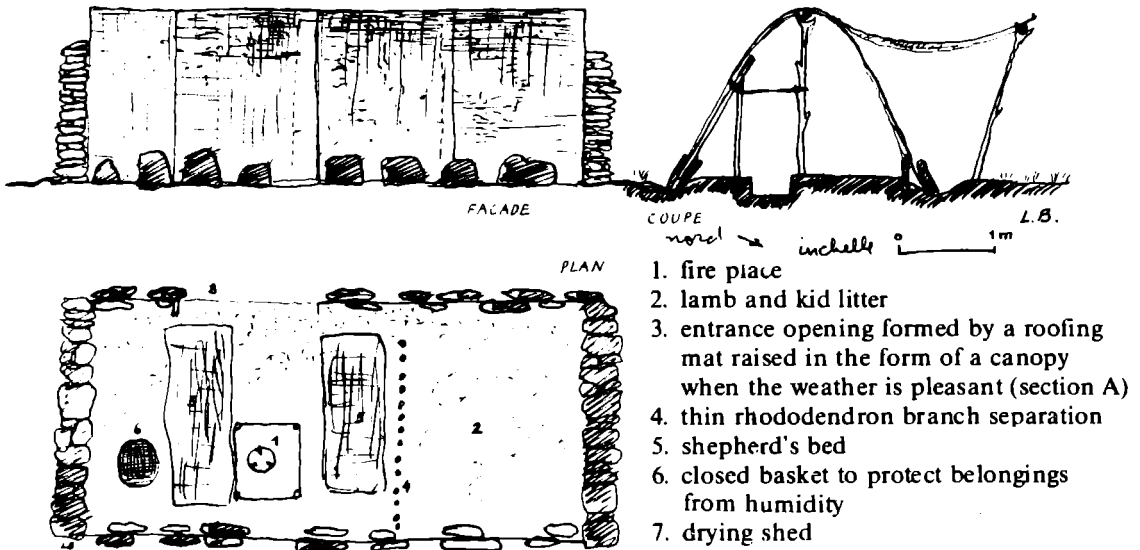 FACADE
COUPE
L.B.
nord
0 1m
PLAN
1. fire place
2. lamb and kid litter
3. entrance opening formed by a roofing
mat raised in the form of a canopy
when the weather is pleasant (section A)
4. thin rhododendron branch separation
5. shepherd's bed
6. closed basket to protect belongings
from humidity
7. drying shed
3
6
5
1
5
4
2